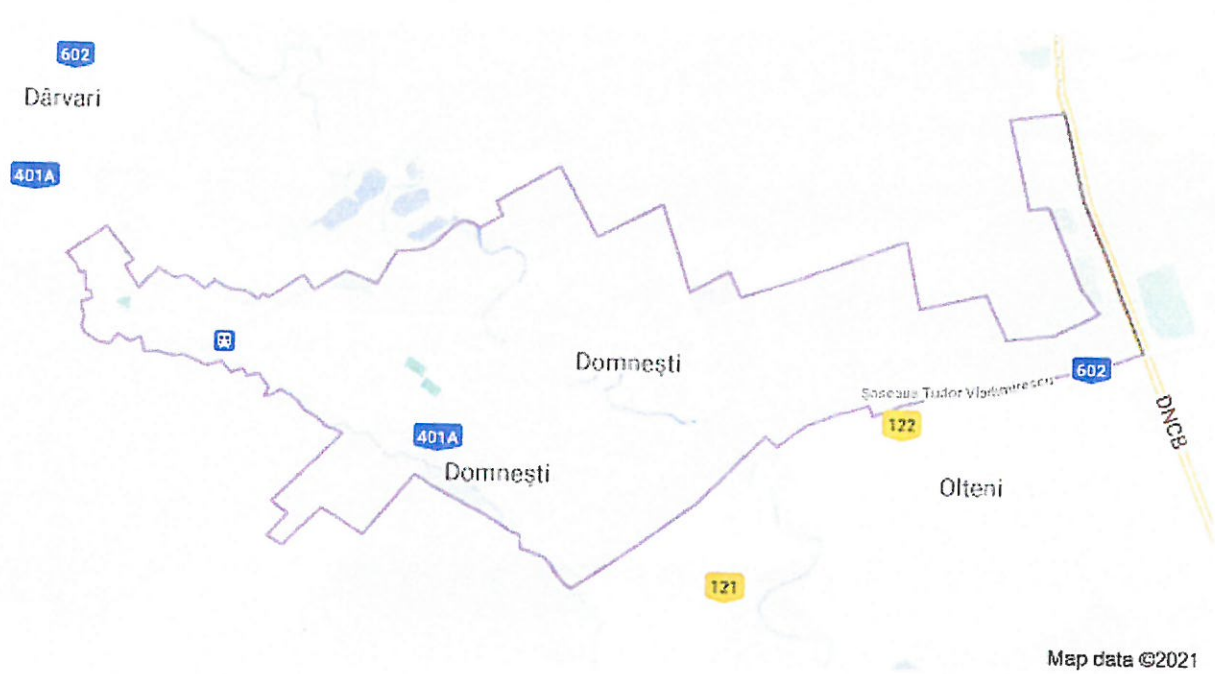 602
Dârvari
401A
Domnești
602
Șoseaua Tudor Vladimirescu
122
DNCB
401A
Domnești
Olteni
121
Map data ©2021